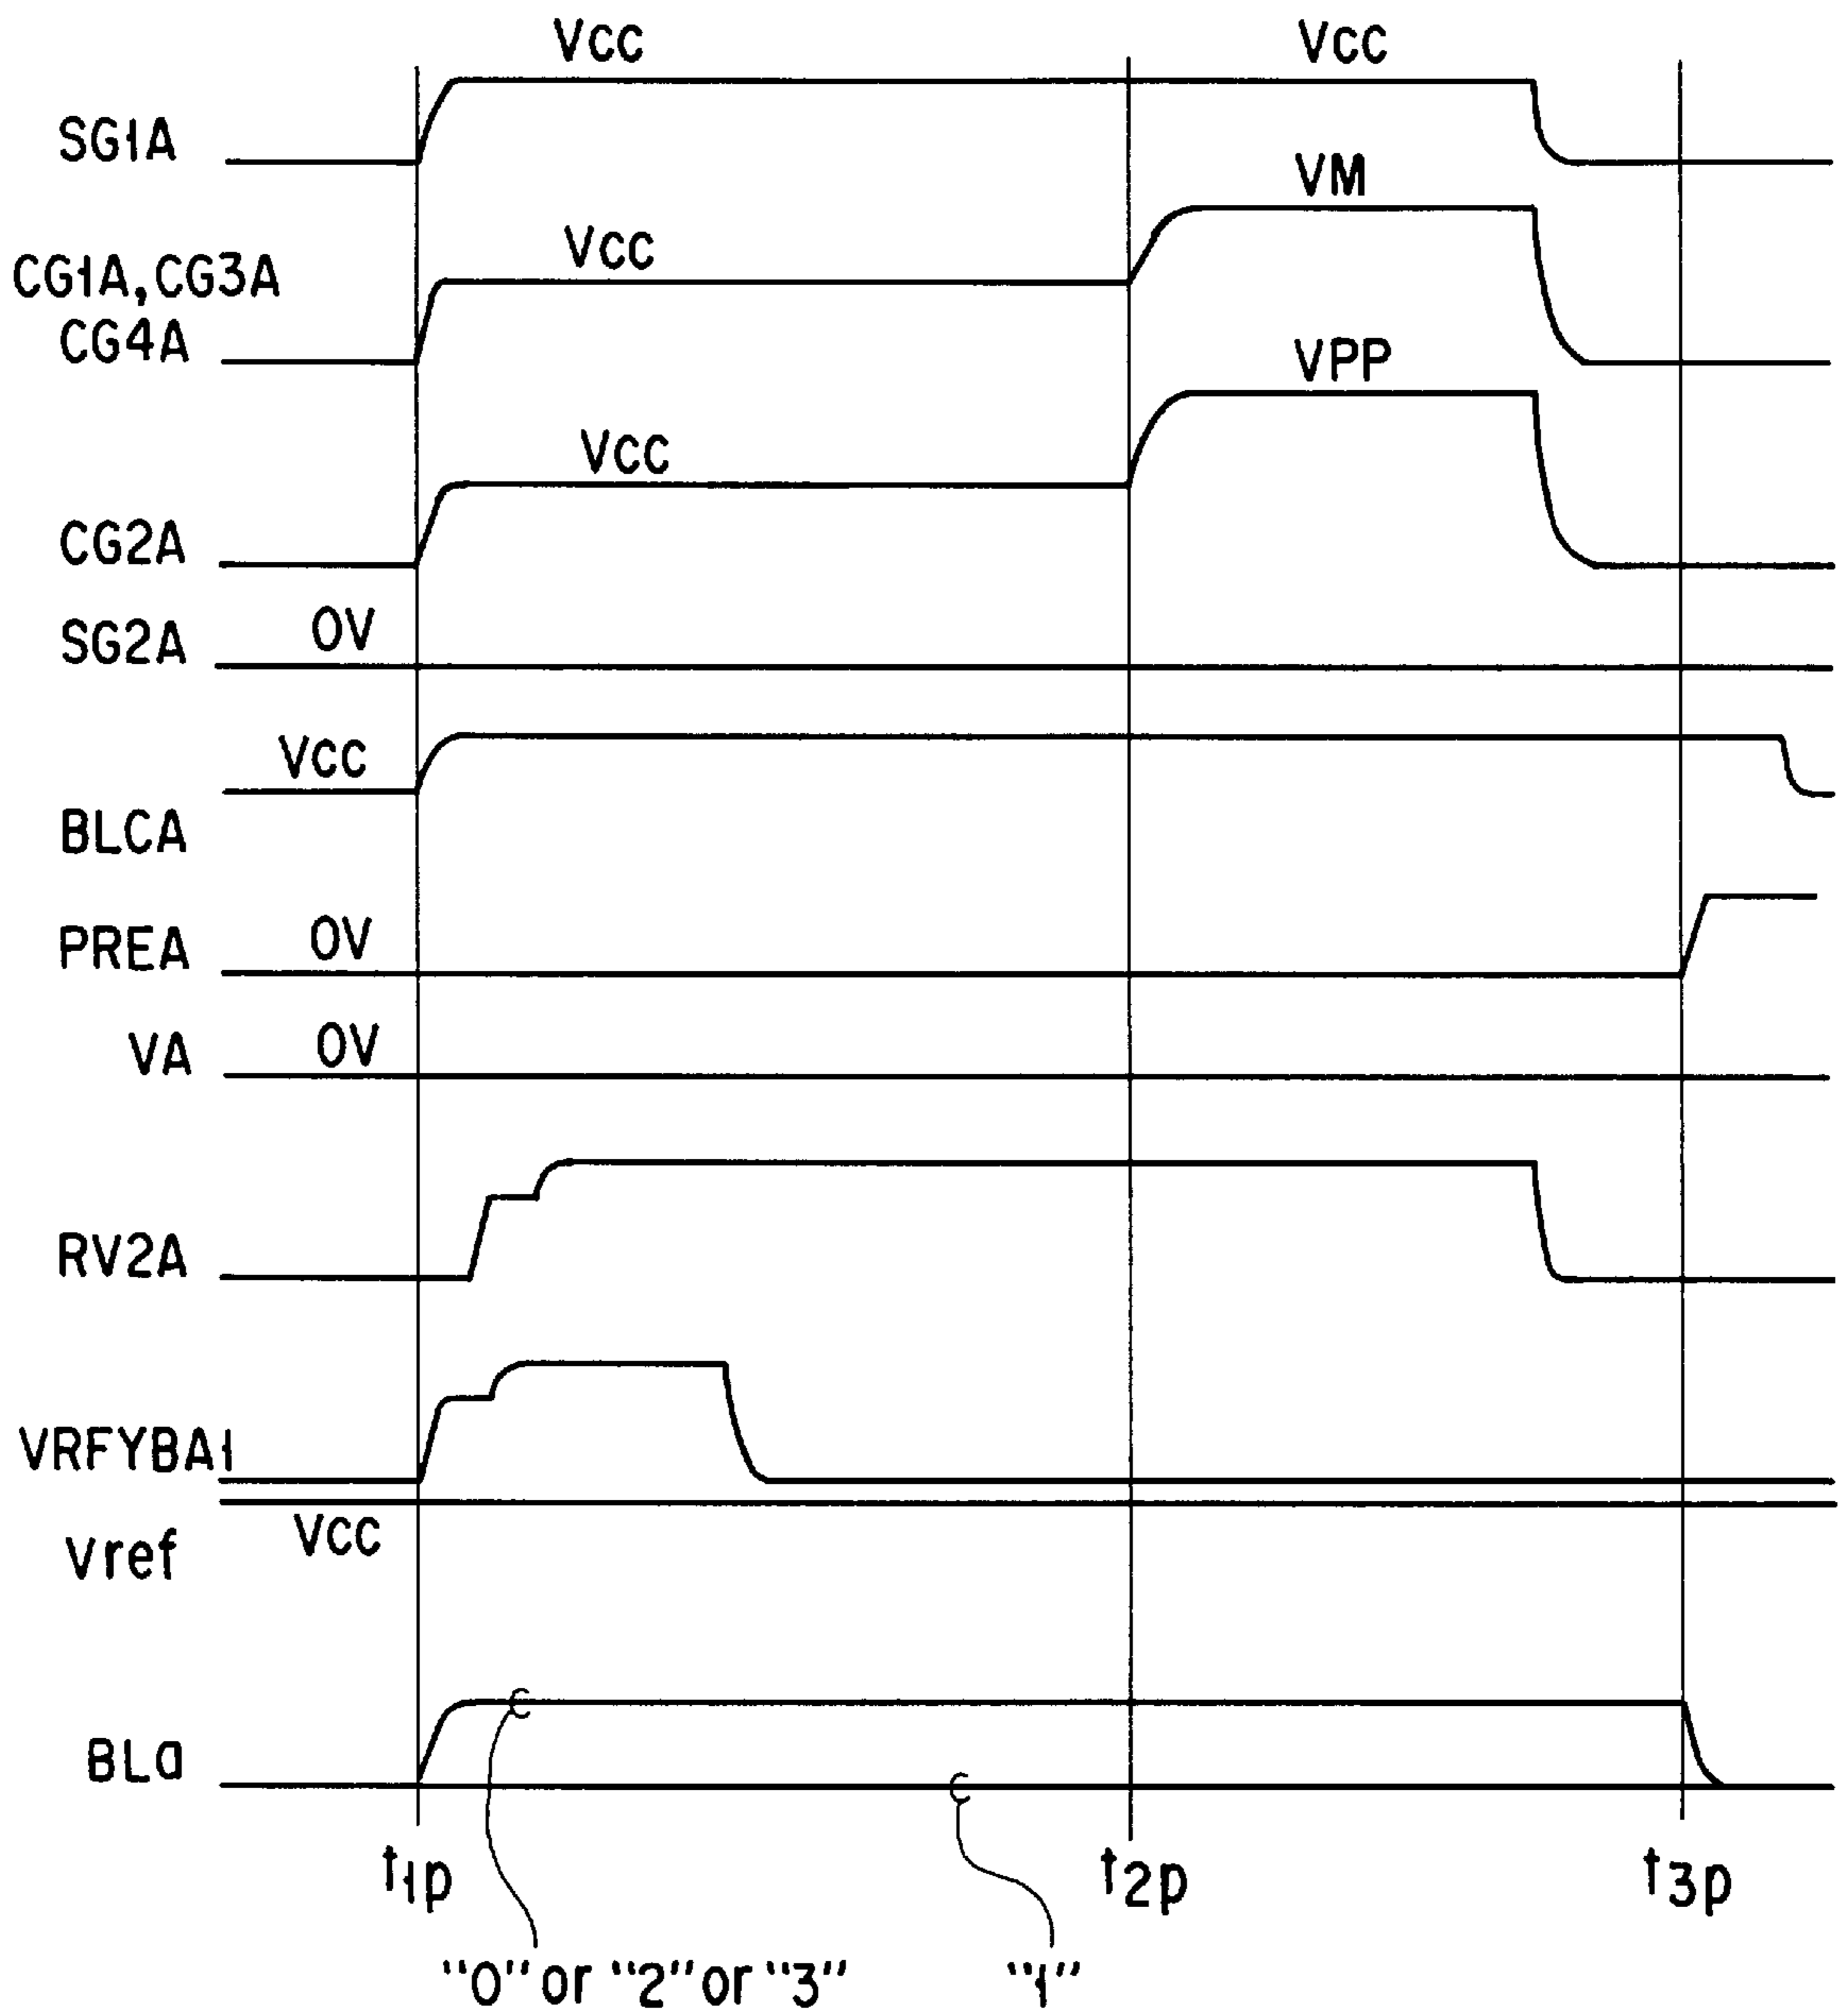 Vcc Vcc
SG1A
VM
Vcc
CG1A,CG3A
CG4A
VPP
Vcc
CG2A
0V
SG2A
Vcc
BLCA
0V
PREA
0V
VA
RV2A
VRFYBA1
Vcc
Vref
BLa
t1p t2p t3p
"0" or "2" or "3" "1"